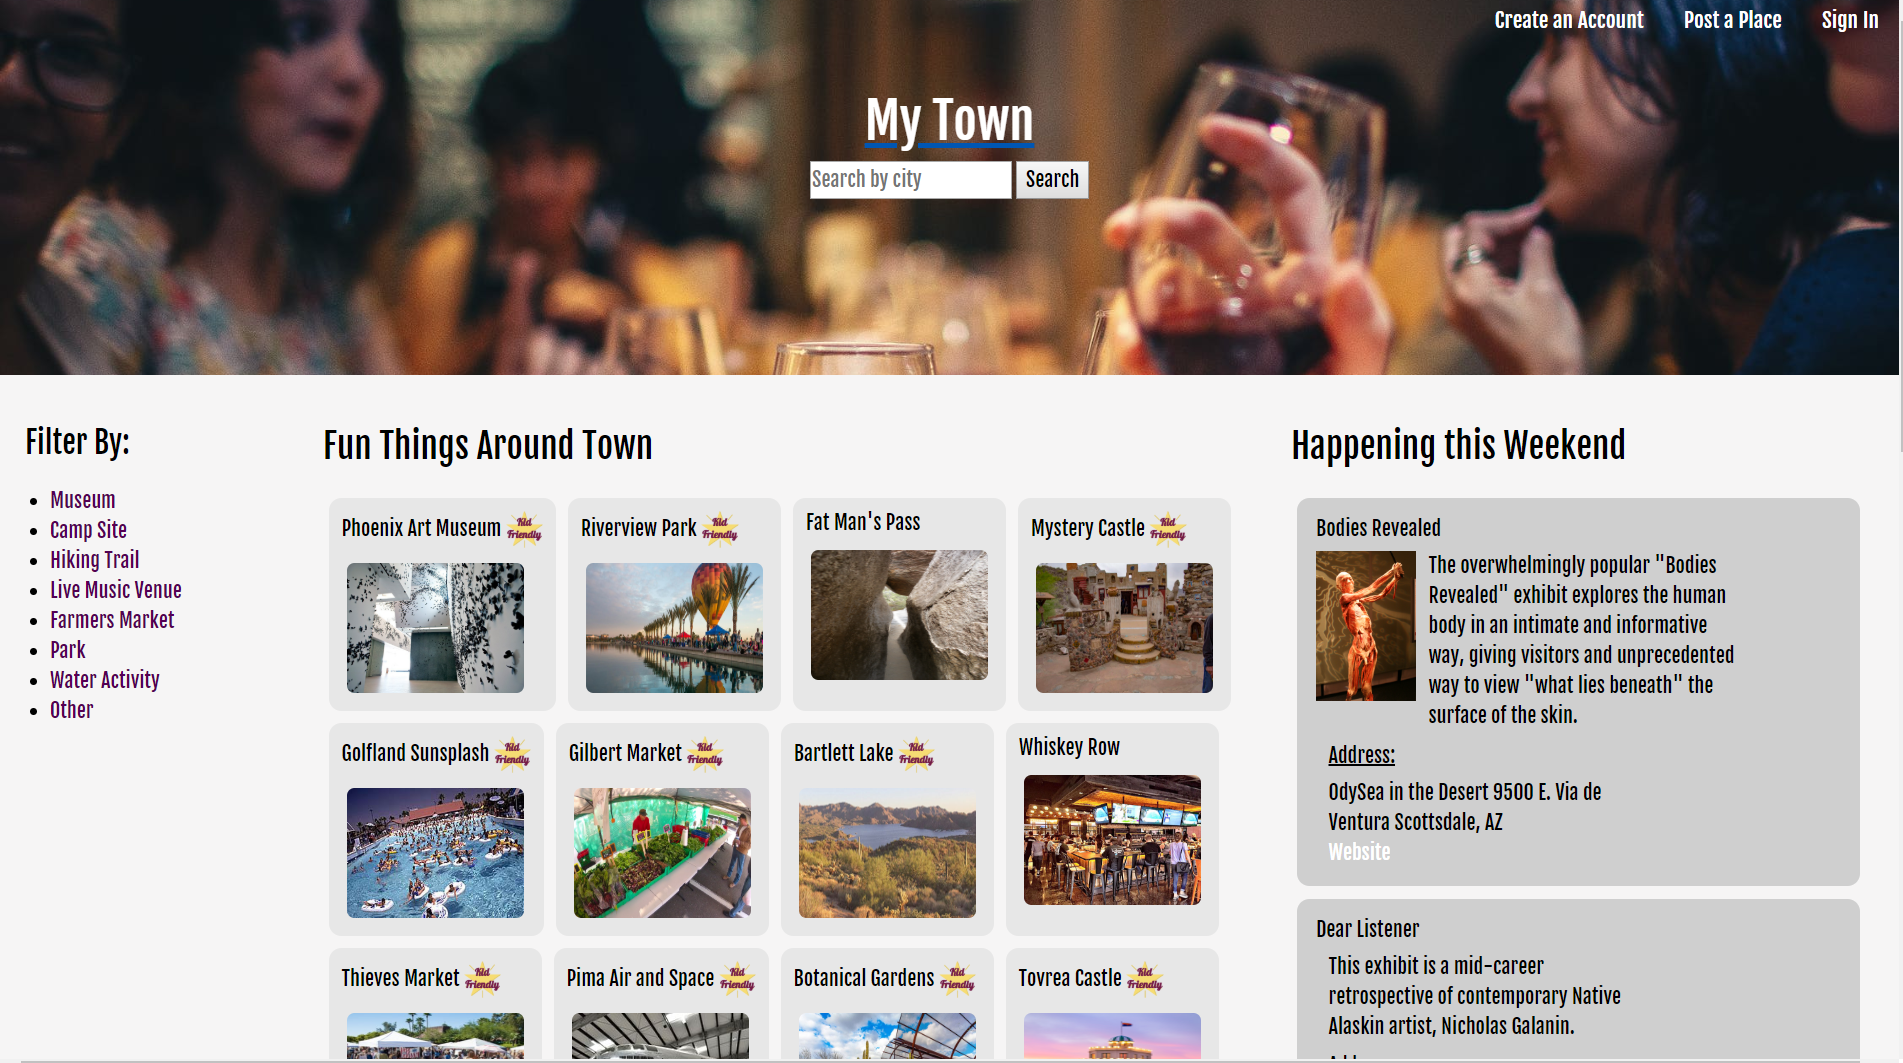 Create an Account
Post a Place
Sign In
My Town
Search by city
Search
Filter By:
Museum
Camp Site
Hiking Trail
Live Music Venue
Farmers Market
Park
Water Activity
Other
Fun Things Around Town
Phoenix Art Museum
Kid
Friendly
Riverview Park
Kid
Friendly
Fat Man's Pass
Mystery Castle
Kid
Friendly
Golfland Sunsplash
Kid
Friendly
Gilbert Market
Kid
Friendly
Bartlett Lake
Kid
Friendly
Whiskey Row
Thieves Market
Kid
Friendly
Pima Air and Space
Kid
Friendly
Botanical Gardens
Kid
Friendly
Tovrea Castle
Kid
Friendly
Happening this Weekend
Bodies Revealed
The overwhelmingly popular "Bodies
Revealed" exhibit explores the human
body in an intimate and informative
way, giving visitors and unprecedented
way to view "what lies beneath" the
surface of the skin.
Address:
OdySea in the Desert 9500 E. Via de
Ventura Scottsdale, AZ
Website
Dear Listener
This exhibit is a mid-career
retrospective of contemporary Native
Alaskin artist, Nicholas Galanin.